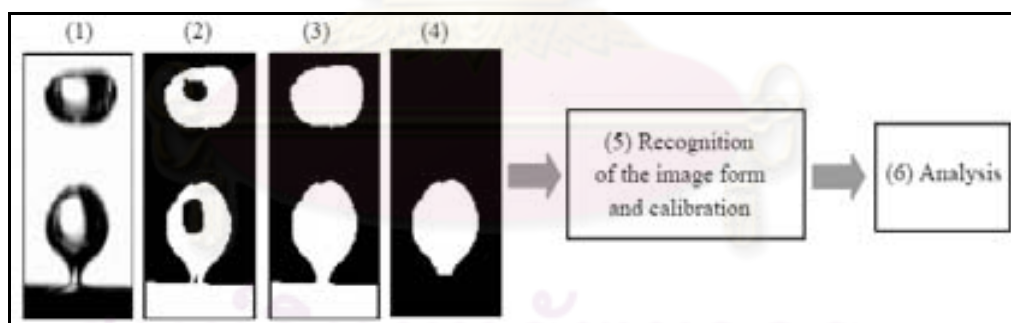 (1) (2) (3) (4)
(5) Recognition
of the image form
and calibration
(6) Analysis